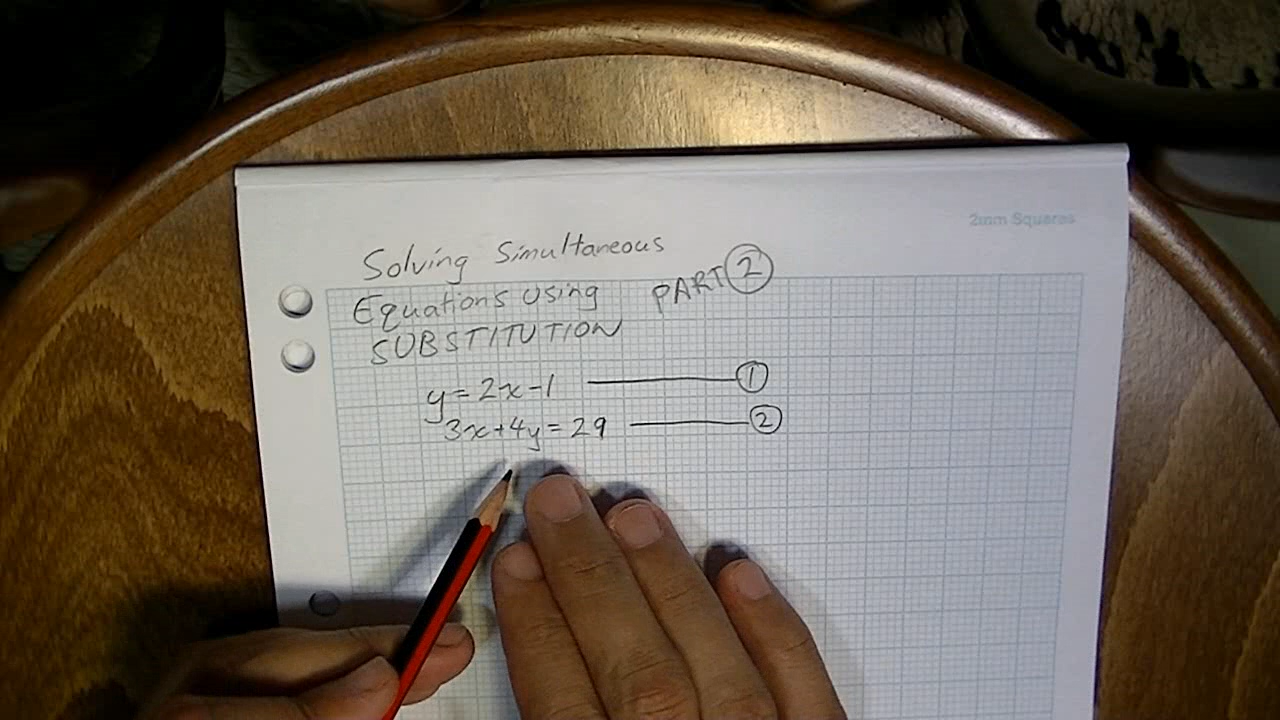 2mm Squares
Solving Simultaneous
Equations using PART 2
SUBSTITUTION
y=2x-1 ——— 1
3x+4y=29 ——— 2